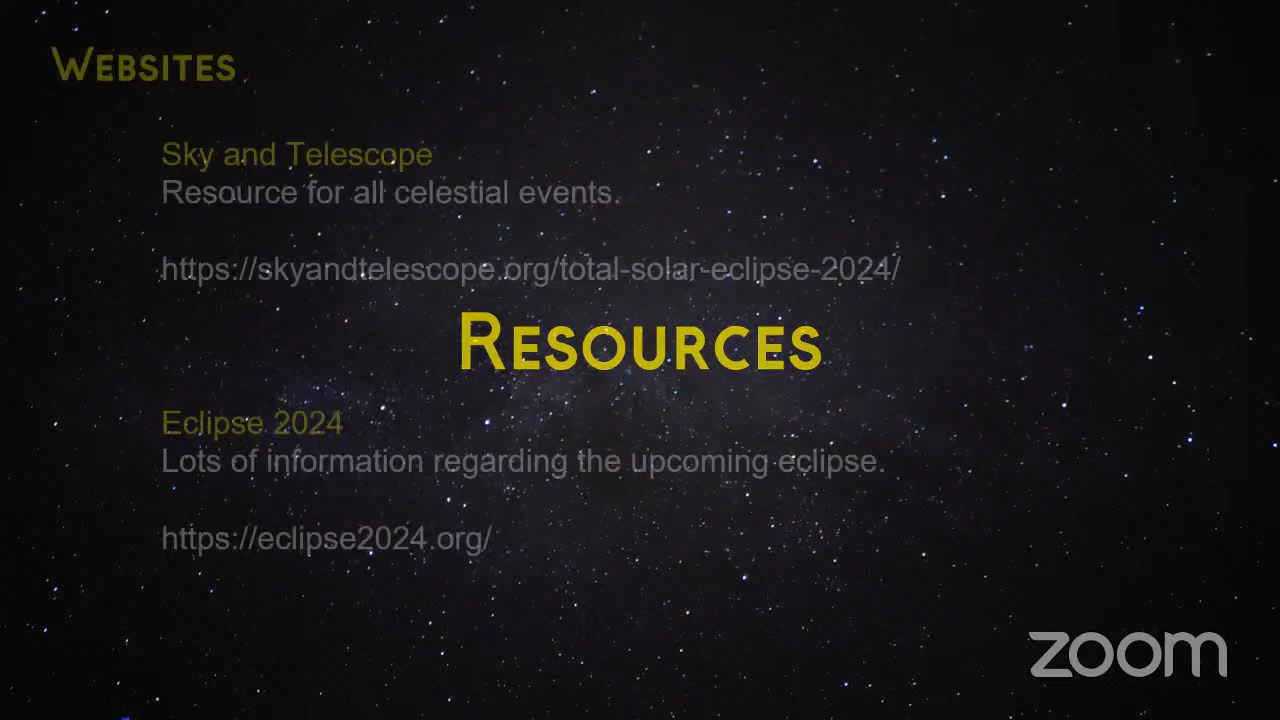 Websites
Sky and Telescope
Resource for all celestial events.
https://skyandtelescope.org/total-solar-eclipse-2024/
Resources
Eclipse 2024
Lots of information regarding the upcoming eclipse.
https://eclipse2024.org/
zoom